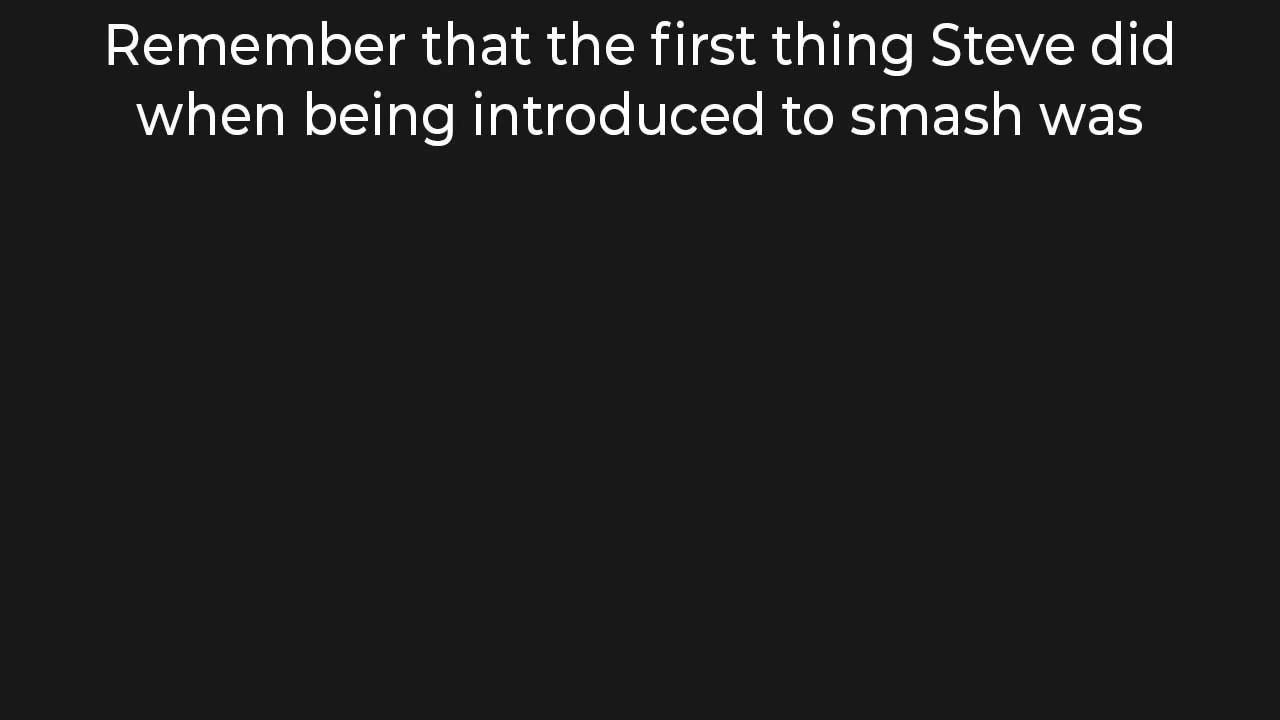 Remember that the first thing Steve did
when being introduced to smash was